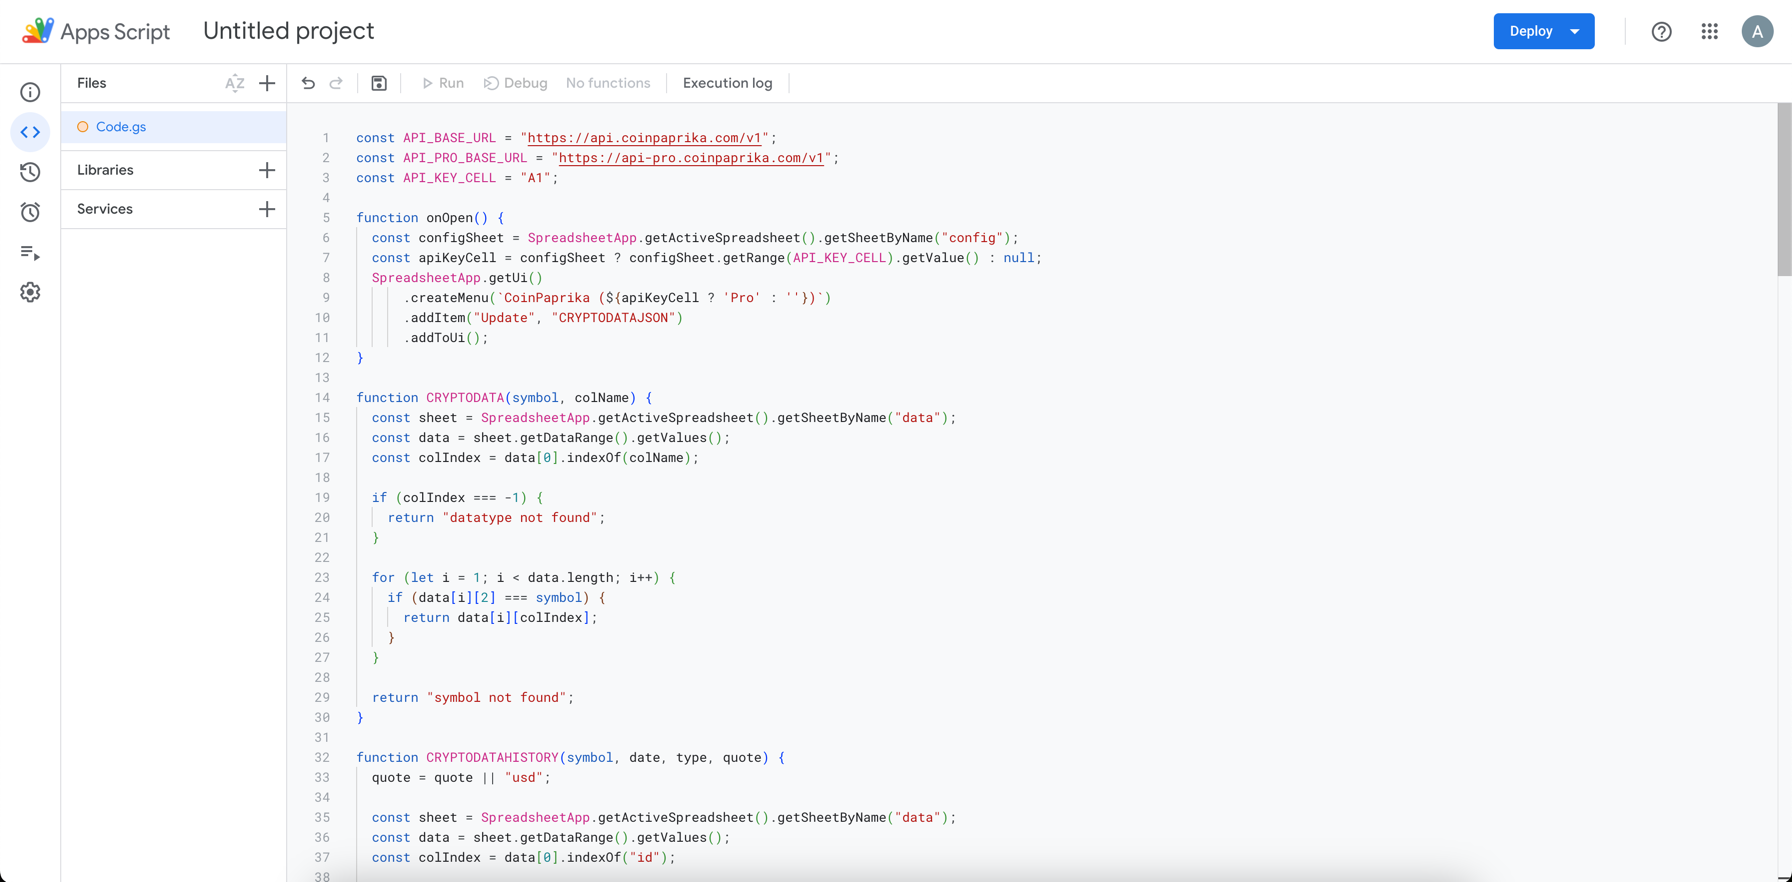 Apps Script
Untitled project
Deploy
A
Files
AZ
Run
Debug
No functions
Execution log
Code.gs
Libraries
Services
1 const API_BASE_URL = "https://api.coinpaprika.com/v1";
2 const API_PRO_BASE_URL = "https://api-pro.coinpaprika.com/v1";
3 const API_KEY_CELL = "A1";
4
5 function onOpen() {
6 const configSheet = SpreadsheetApp.getActiveSpreadsheet().getSheetByName("config");
7 const apiKeyCell = configSheet ? configSheet.getRange(API_KEY_CELL).getValue() : null;
8 SpreadsheetApp.getUi()
9 .createMenu(`CoinPaprika (${apiKeyCell ? 'Pro' : ''})`)
10 .addItem("Update", "CRYPTODATAJSON")
11 .addToUi();
12 }
13
14 function CRYPTODATA(symbol, colName) {
15 const sheet = SpreadsheetApp.getActiveSpreadsheet().getSheetByName("data");
16 const data = sheet.getDataRange().getValues();
17 const colIndex = data[0].indexOf(colName);
18
19 if (colIndex === -1) {
20 return "datatype not found";
21 }
22
23 for (let i = 1; i < data.length; i++) {
24 if (data[i][2] === symbol) {
25 return data[i][colIndex];
26 }
27 }
28
29 return "symbol not found";
30 }
31
32 function CRYPTODATAHISTORY(symbol, date, type, quote) {
33 quote = quote || "usd";
34
35 const sheet = SpreadsheetApp.getActiveSpreadsheet().getSheetByName("data");
36 const data = sheet.getDataRange().getValues();
37 const colIndex = data[0].indexOf("id");
38